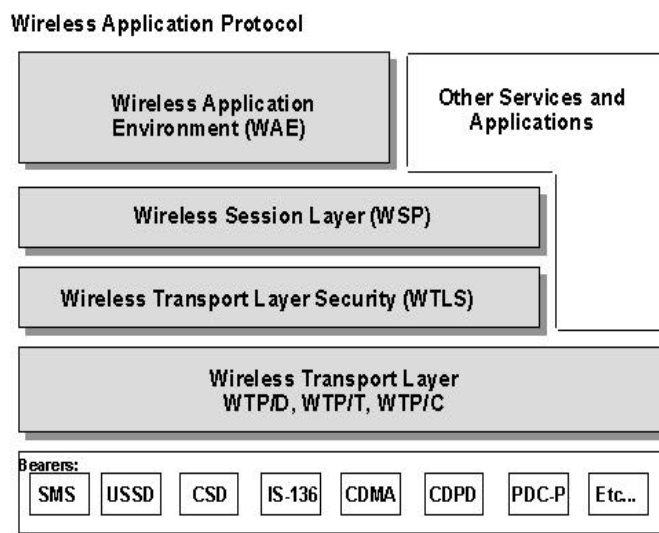 Wireless Application Protocol
Wireless Application
Environment (WAE)
Other Services and
Applications
Wireless Session Layer (WSP)
Wireless Transport Layer Security (WTLS)
Wireless Transport Layer
WTP/D, WTP/T, WTP/C
Bearers:
SMS USSD CSD IS-136 CDMA CDPD PDC-P Etc...